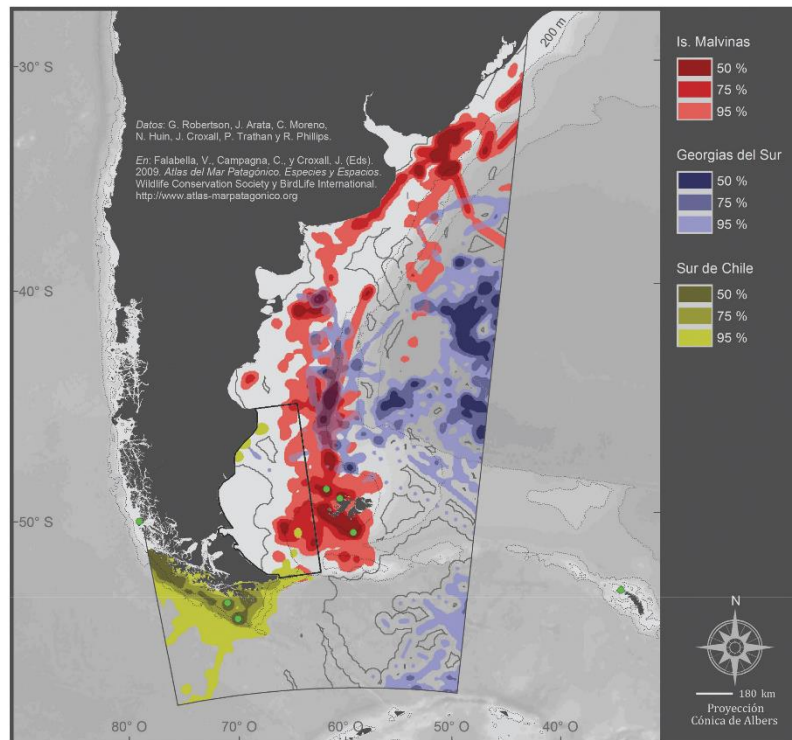 200 m
30° S
40° S
50° S
Datos: G. Robertson, J. Arata, C. Moreno,
N. Huin, J. Croxall, P. Trathan y R. Phillips.
En: Falabella, V., Campagna, C., y Croxall, J. (Eds).
2009. Atlas del Mar Patagónico. Especies y Espacios.
Wildlife Conservation Society y BirdLife International.
http://www.atlas-marpatagonico.org
80° O
70° O
60° O
50° O
40° O
Is. Malvinas
50 %
75 %
95 %
Georgias del Sur
50 %
75 %
95 %
Sur de Chile
50 %
75 %
95 %
N
180 km
Proyección
Cónica de Albers